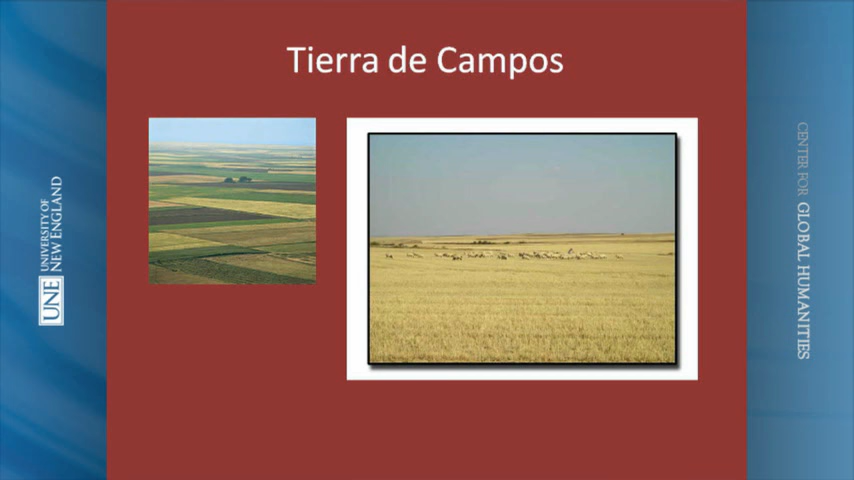 Tierra de Campos
UNE
UNIVERSITY OF
NEW ENGLAND
CENTER FOR GLOBAL HUMANITIES